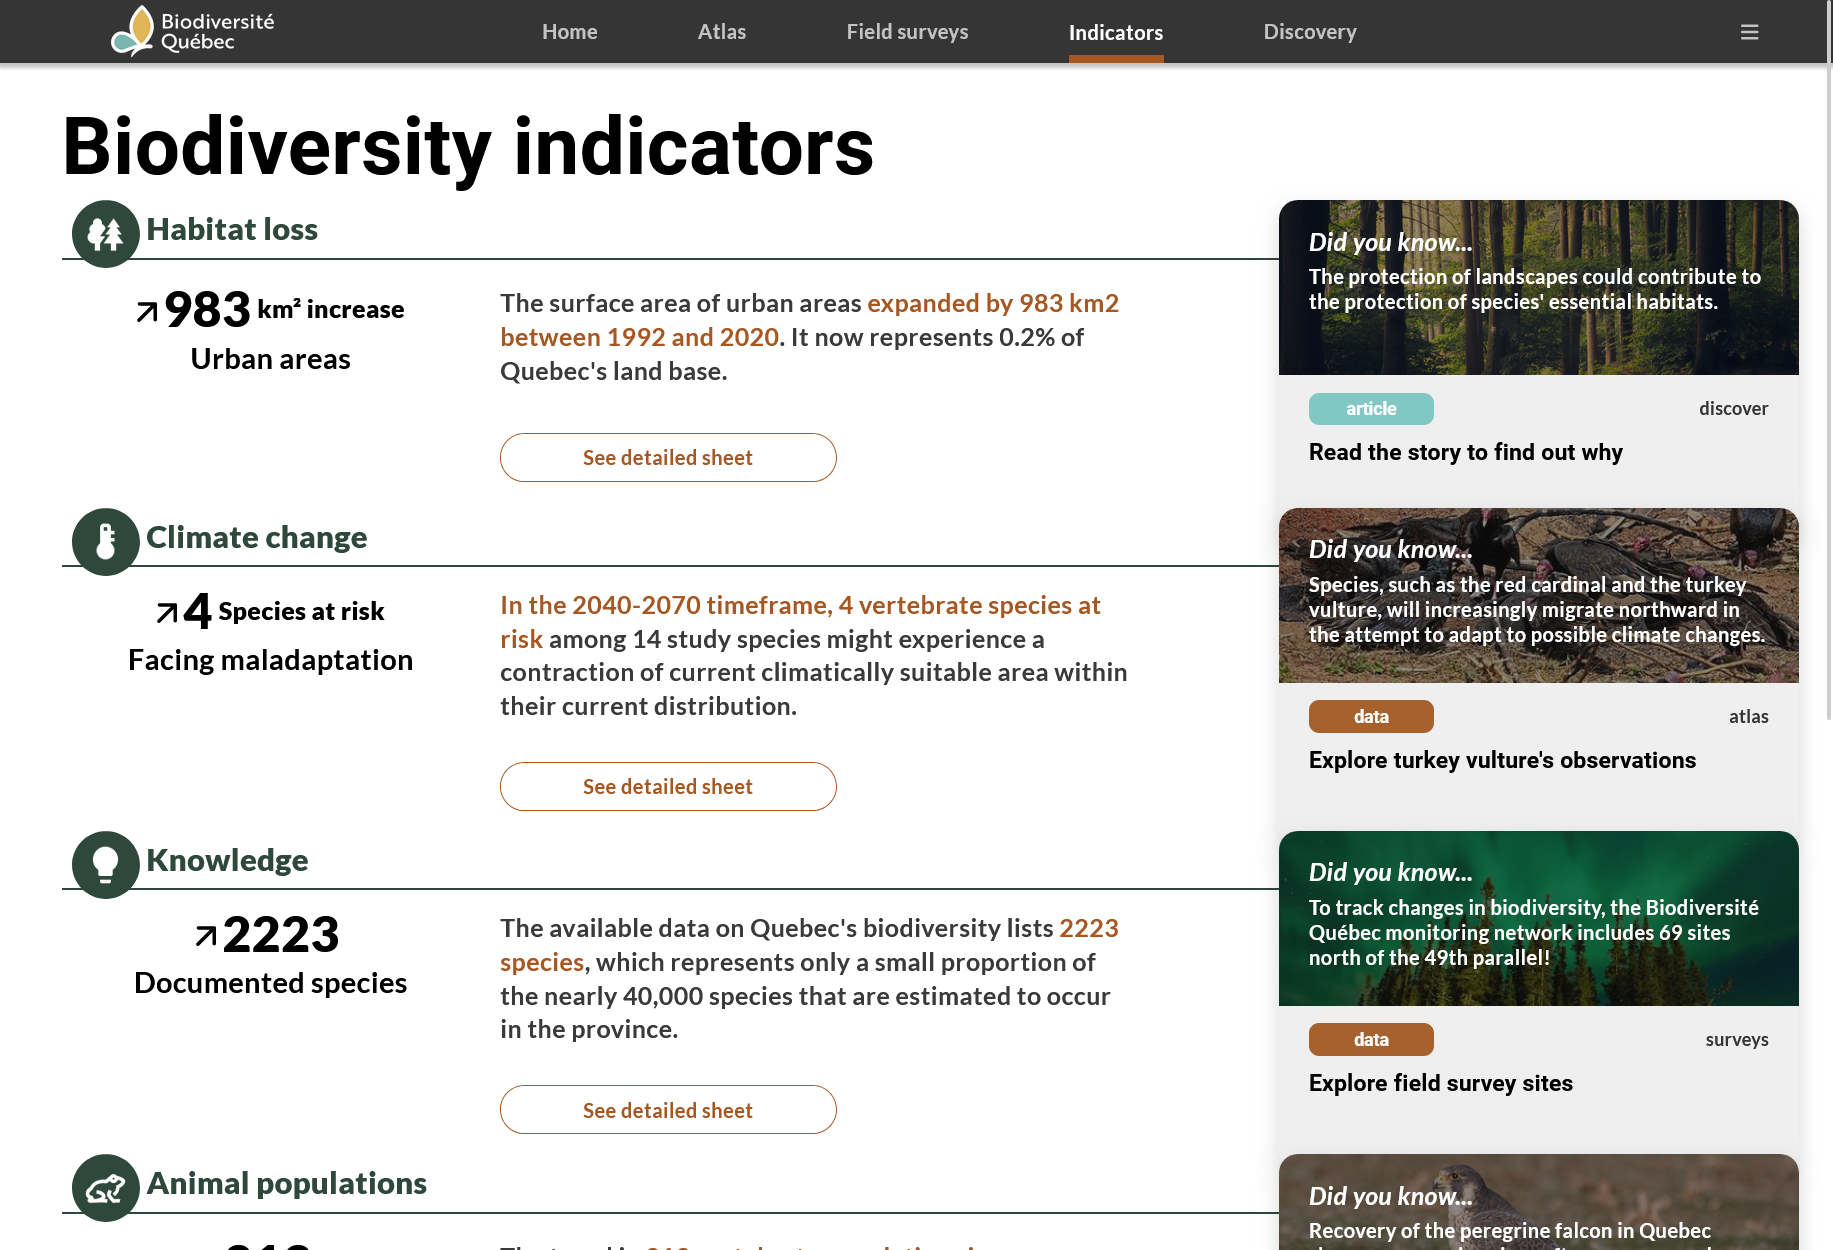 Biodiversité
Québec
Home
Atlas
Field surveys
Indicators
Discovery
Biodiversity indicators
Habitat loss
983 km² increase
Urban areas
The surface area of urban areas expanded by 983 km2
between 1992 and 2020. It now represents 0.2% of
Quebec's land base.
See detailed sheet
Did you know...
The protection of landscapes could contribute to
the protection of species' essential habitats.
article
discover
Read the story to find out why
Climate change
4 Species at risk
Facing maladaptation
In the 2040-2070 timeframe, 4 vertebrate species at
risk among 14 study species might experience a
contraction of current climatically suitable area within
their current distribution.
See detailed sheet
Did you know...
Species, such as the red cardinal and the turkey
vulture, will increasingly migrate northward in
the attempt to adapt to possible climate changes.
data
atlas
Explore turkey vulture's observations
Knowledge
2223
Documented species
The available data on Quebec's biodiversity lists 2223
species, which represents only a small proportion of
the nearly 40,000 species that are estimated to occur
in the province.
See detailed sheet
Did you know...
To track changes in biodiversity, the Biodiversité
Québec monitoring network includes 69 sites
north of the 49th parallel!
data
surveys
Explore field survey sites
Animal populations
Did you know...
Recovery of the peregrine falcon in Quebec